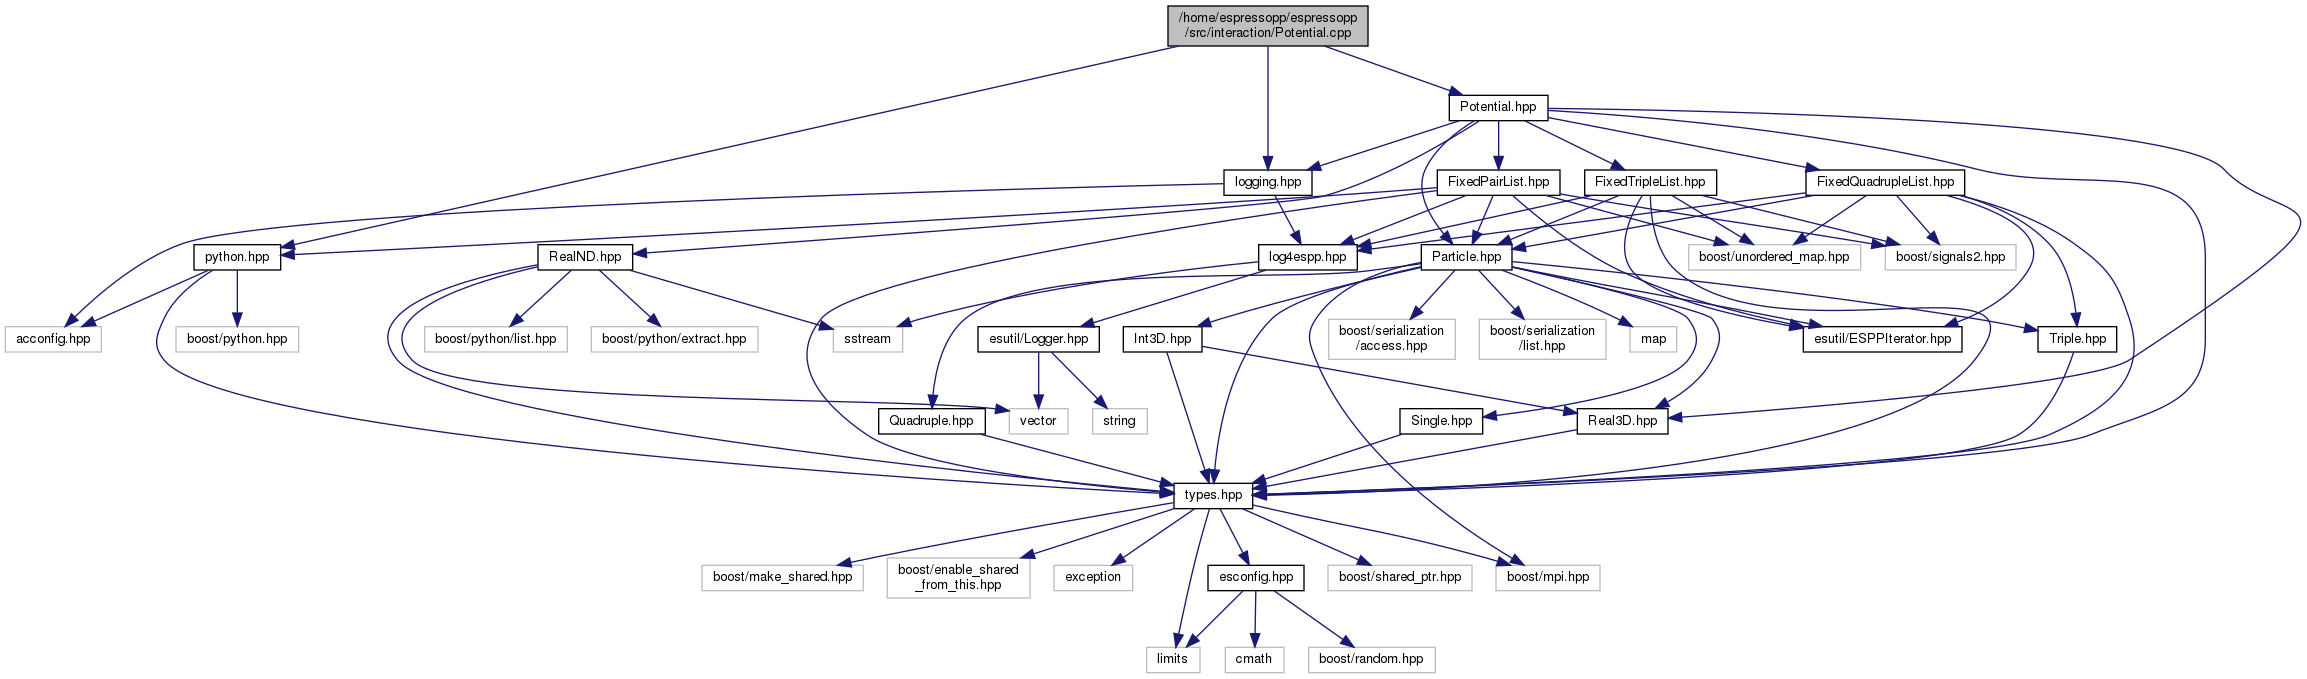 /home/espressopp/espressopp
/src/interaction/Potential.cpp
Potential.hpp
logging.hpp
FixedPairList.hpp
FixedTripleList.hpp
FixedQuadrupleList.hpp
python.hpp
RealND.hpp
log4espp.hpp
Particle.hpp
boost/unordered_map.hpp
boost/signals2.hpp
acconfig.hpp
boost/python.hpp
boost/python/list.hpp
boost/python/extract.hpp
sstream
esutil/Logger.hpp
Int3D.hpp
boost/serialization
/access.hpp
boost/serialization
/list.hpp
map
esutil/ESPPIterator.hpp
Triple.hpp
Quadruple.hpp
vector
string
Single.hpp
Real3D.hpp
types.hpp
boost/make_shared.hpp
boost/enable_shared
_from_this.hpp
exception
esconfig.hpp
boost/shared_ptr.hpp
boost/mpi.hpp
limits
cmath
boost/random.hpp